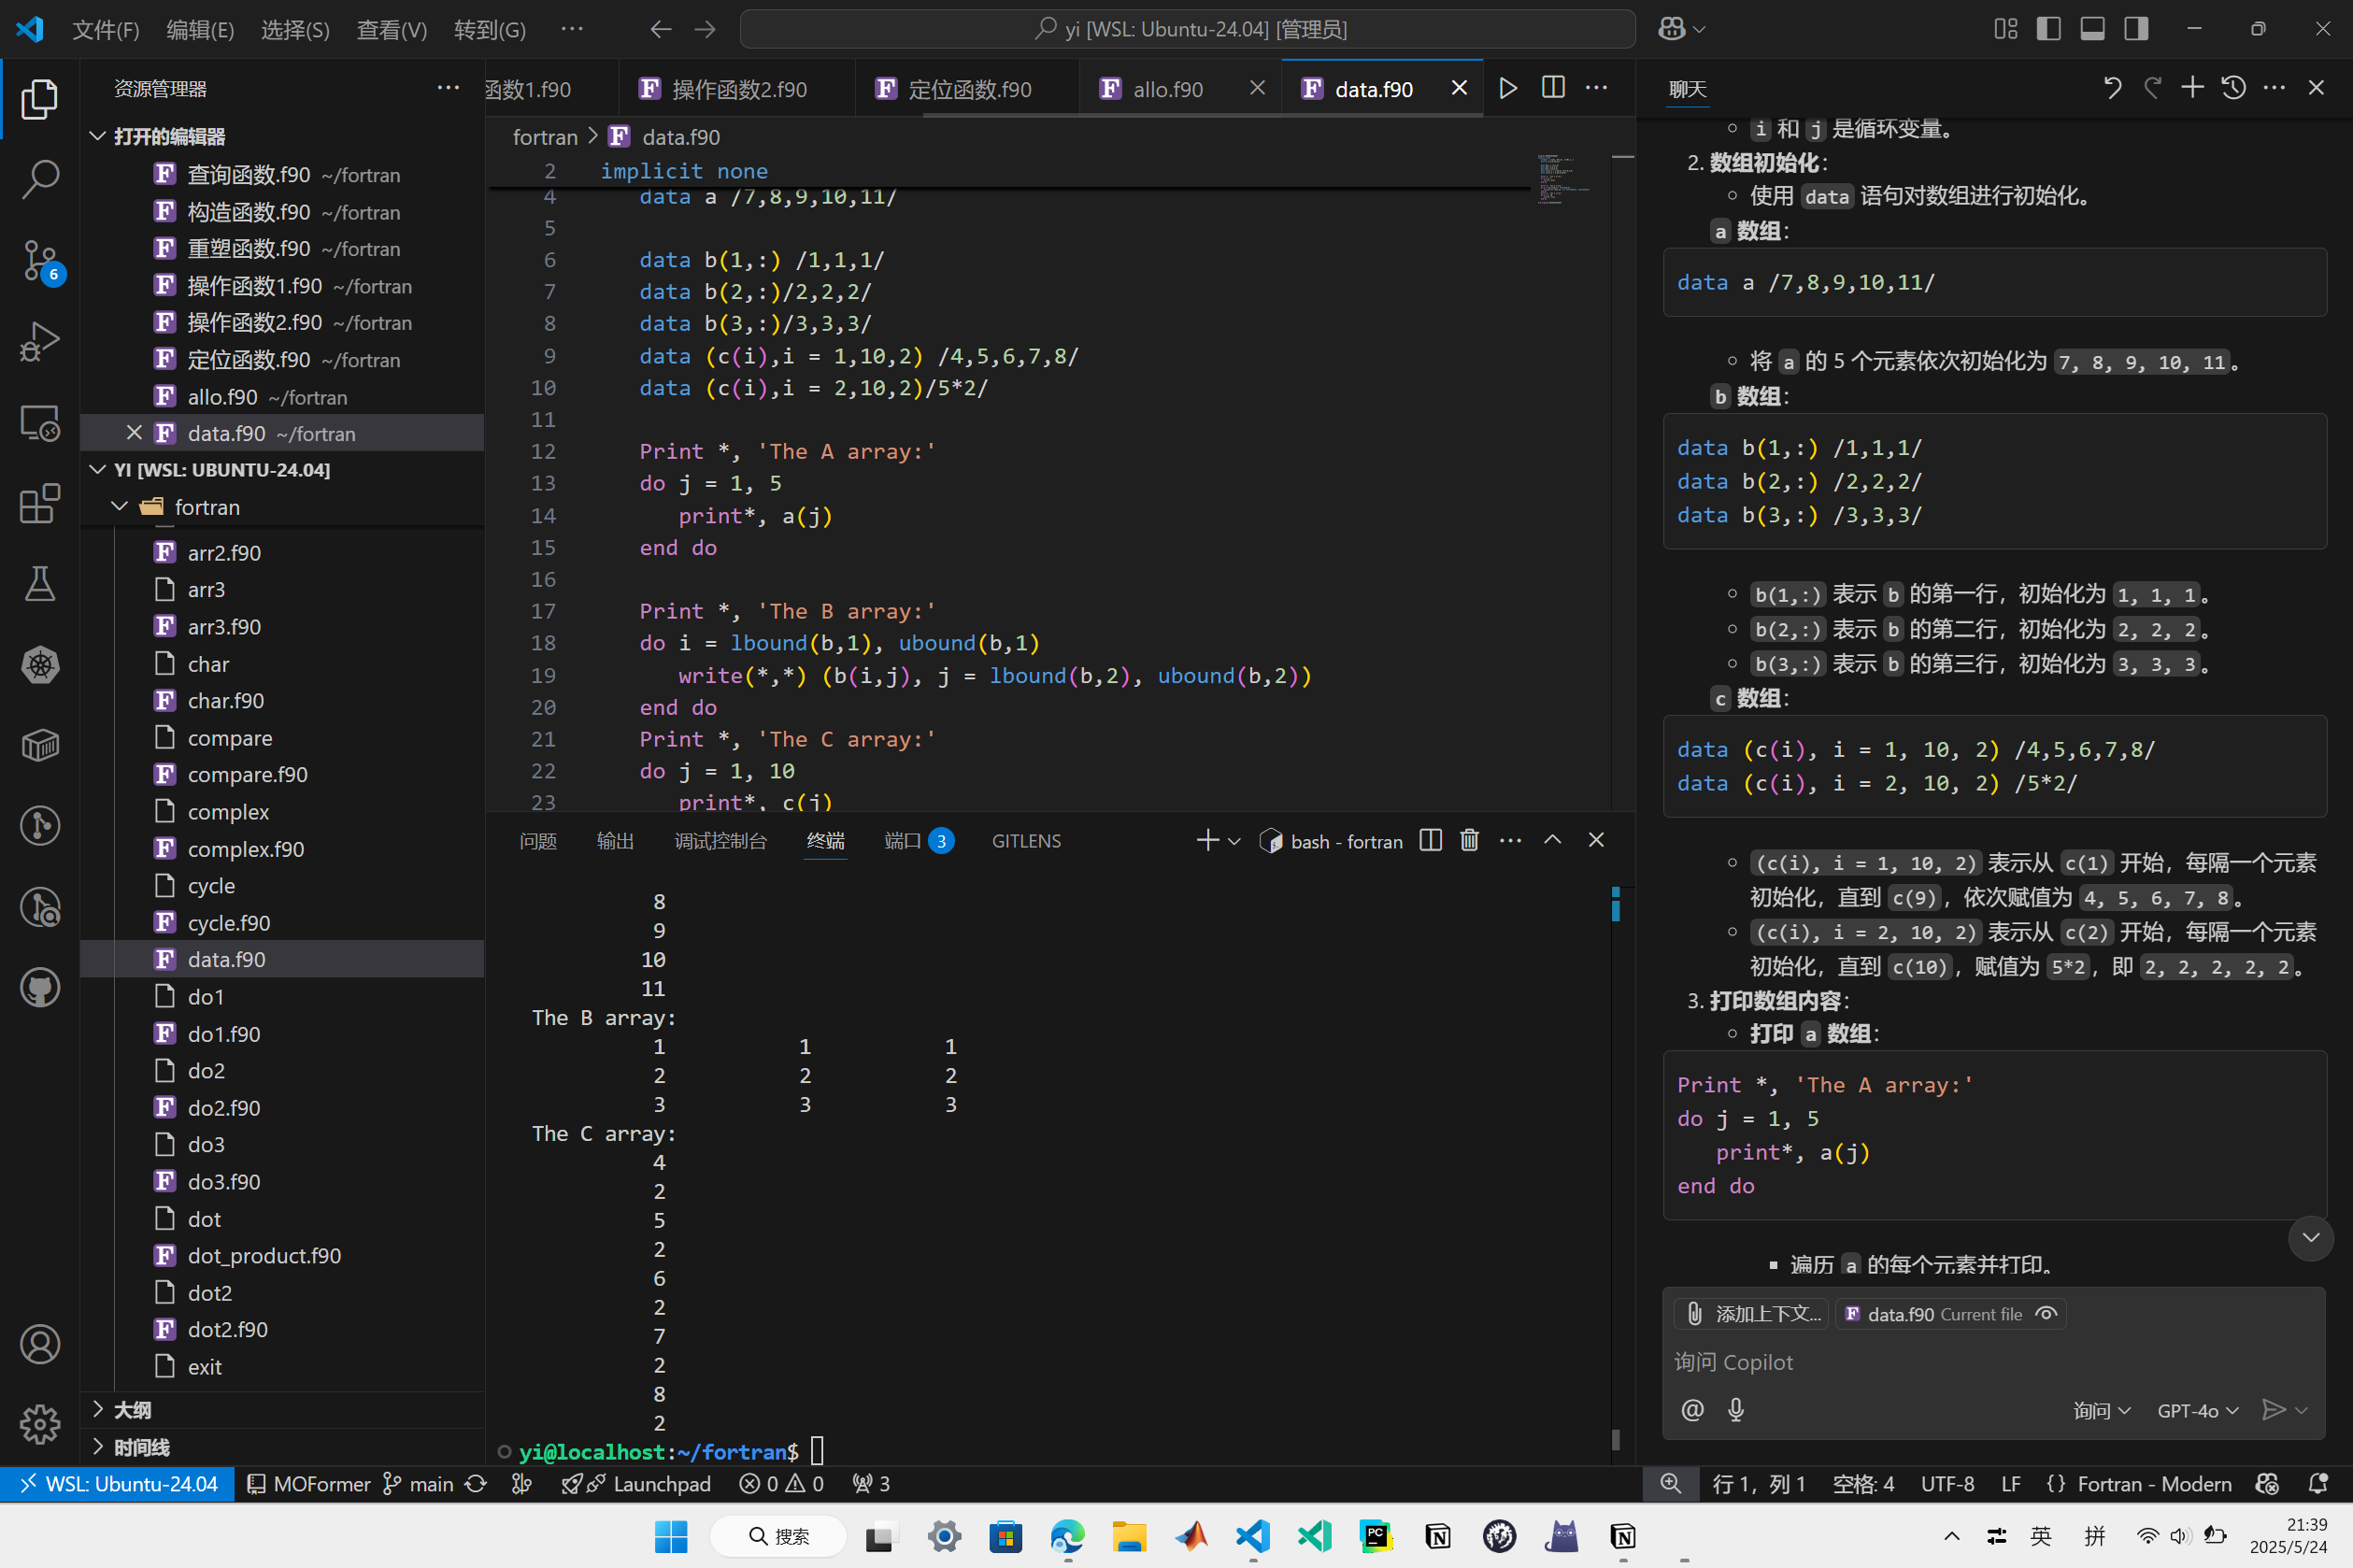 文件(F) 编辑(E) 选择(S) 查看(V) 转到(G) ··· yi [WSL: Ubuntu-24.04] [管理员]
资源管理器 ···
打开的编辑器
查询函数.f90 ~/fortran
构造函数.f90 ~/fortran
重塑函数.f90 ~/fortran
操作函数1.f90 ~/fortran
操作函数2.f90 ~/fortran
定位函数.f90 ~/fortran
allo.f90 ~/fortran
data.f90 ~/fortran
YI [WSL: UBUNTU-24.04]
fortran
arr2.f90
arr3
arr3.f90
char
char.f90
compare
compare.f90
complex
complex.f90
cycle
cycle.f90
data.f90
do1
do1.f90
do2
do2.f90
do3
do3.f90
dot
dot_product.f90
dot2
dot2.f90
exit
大纲
时间线
6
函数1.f90 操作函数2.f90 定位函数.f90 allo.f90 data.f90
fortran > data.f90
2 implicit none
4 data a /7,8,9,10,11/
5
6 data b(1,:) /1,1,1/
7 data b(2,:)/2,2,2/
8 data b(3,:)/3,3,3/
9 data (c(i),i = 1,10,2) /4,5,6,7,8/
10 data (c(i),i = 2,10,2)/5*2/
11
12 Print *, 'The A array:'
13 do j = 1, 5
14 print*, a(j)
15 end do
16
17 Print *, 'The B array:'
18 do i = lbound(b,1), ubound(b,1)
19 write(*,*) (b(i,j), j = lbound(b,2), ubound(b,2))
20 end do
21 Print *, 'The C array:'
22 do j = 1, 10
23 print*, c(j)
问题 输出 调试控制台 终端 端口 3 GITLENS bash - fortran
8
9
10
11
The B array:
1 1 1
2 2 2
3 3 3
The C array:
4
2
5
2
6
2
7
2
8
2
yi@localhost:~/fortran$
聊天
i 和 j 是循环变量。
2. 数组初始化：
使用 data 语句对数组进行初始化。
a 数组：
data a /7,8,9,10,11/
将 a 的 5 个元素依次初始化为 7, 8, 9, 10, 11。
b 数组：
data b(1,:) /1,1,1/
data b(2,:) /2,2,2/
data b(3,:) /3,3,3/
b(1,:) 表示 b 的第一行，初始化为 1, 1, 1。
b(2,:) 表示 b 的第二行，初始化为 2, 2, 2。
b(3,:) 表示 b 的第三行，初始化为 3, 3, 3。
c 数组：
data (c(i), i = 1, 10, 2) /4,5,6,7,8/
data (c(i), i = 2, 10, 2) /5*2/
(c(i), i = 1, 10, 2) 表示从 c(1) 开始，每隔一个元素
初始化，直到 c(9)，依次赋值为 4, 5, 6, 7, 8。
(c(i), i = 2, 10, 2) 表示从 c(2) 开始，每隔一个元素
初始化，直到 c(10)，赋值为 5*2，即 2, 2, 2, 2, 2。
3. 打印数组内容：
打印 a 数组：
Print *, 'The A array:'
do j = 1, 5
print*, a(j)
end do
遍历 a 的每个元素并打印。
添加上下文... data.f90 Current file
询问 Copilot
@ 询问 GPT-4o
WSL: Ubuntu-24.04 MOFormer main Launchpad 0 0 3 行 1，列 1 空格: 4 UTF-8 LF {} Fortran - Modern
搜索 PC 英 拼 21:39
2025/5/24